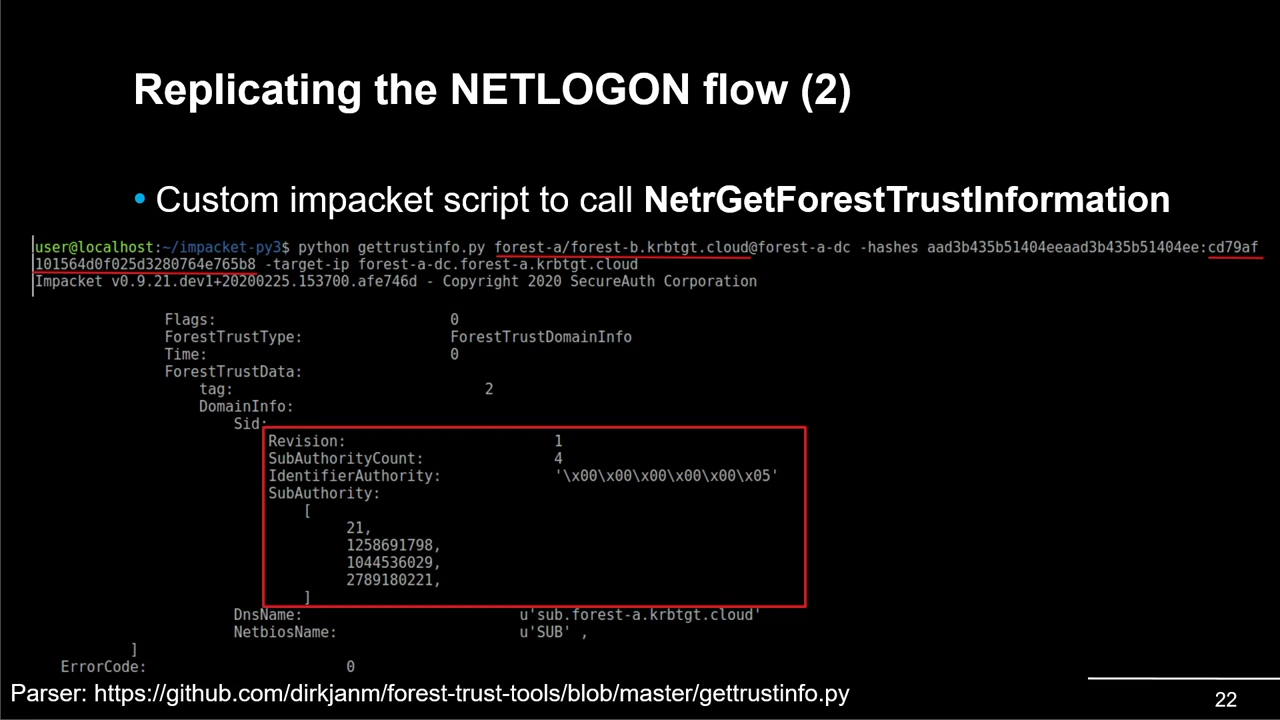 Replicating the NETLOGON flow (2)
• Custom impacket script to call NetrGetForestTrustInformation
user@localhost:~/impacket-py3$ python gettrustinfo.py forest-a/forest-b.krbtgt.cloud@forest-a-dc -hashes aad3b435b51404eeaad3b435b51404ee:cd79af
101564d0f025d3280764e765b8 -target-ip forest-a-dc.forest-a.krbtgt.cloud
Impacket v0.9.21.dev1+20200225.153700.afe746d - Copyright 2020 SecureAuth Corporation
Flags: 0
ForestTrustType: ForestTrustDomainInfo
Time: 0
ForestTrustData:
tag: 2
DomainInfo:
Sid:
Revision: 1
SubAuthorityCount: 4
IdentifierAuthority: '\x00\x00\x00\x00\x00\x05'
SubAuthority:
[
21,
1258691798,
1044536029,
2789180221,
]
DnsName: u'sub.forest-a.krbtgt.cloud'
NetbiosName: u'SUB' ,
]
ErrorCode: 0
Parser: https://github.com/dirkjanm/forest-trust-tools/blob/master/gettrustinfo.py
22